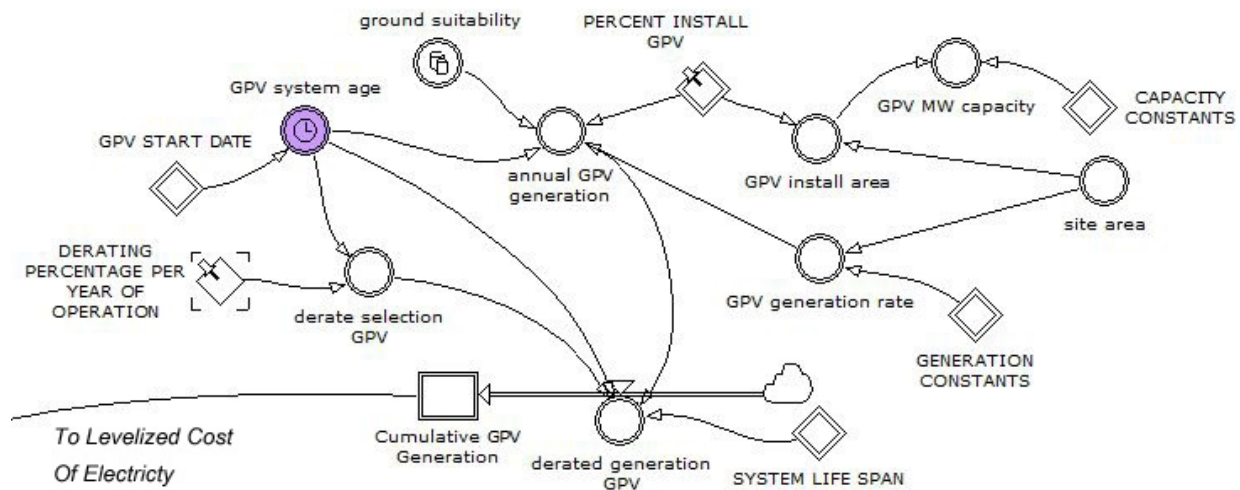 ground suitability
PERCENT INSTALL
GPV
GPV system age
GPV MW capacity
CAPACITY
CONSTANTS
GPV START DATE
annual GPV
generation
GPV install area
site area
DERATING
PERCENTAGE PER
YEAR OF
OPERATION
derate selection
GPV
GPV generation rate
GENERATION
CONSTANTS
To Levelized Cost
Of Electricty
Cumulative GPV
Generation
derated generation
GPV
SYSTEM LIFE SPAN